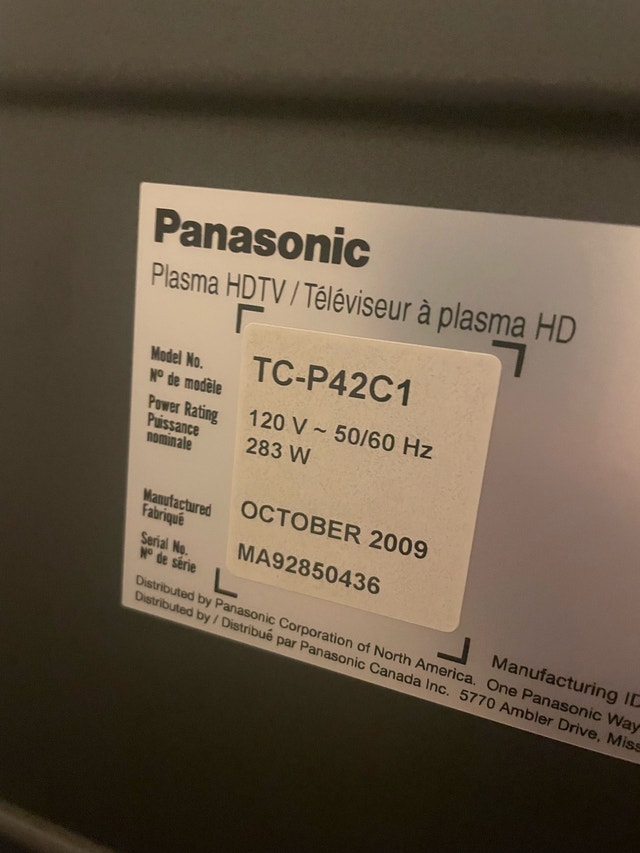 Panasonic
Plasma HDTV / Téléviseur à plasma HD
Model No.
N° de modèle
TC-P42C1
Power Rating
Puissance
nominale
120 V ~ 50/60 Hz
283 W
Manufactured
Fabriqué
OCTOBER 2009
Serial No.
N° de série
MA92850436
Distributed by Panasonic Corporation of North America. One Panasonic Way
Distributed by / Distribué par Panasonic Canada Inc. 5770 Ambler Drive, Miss
Manufacturing ID